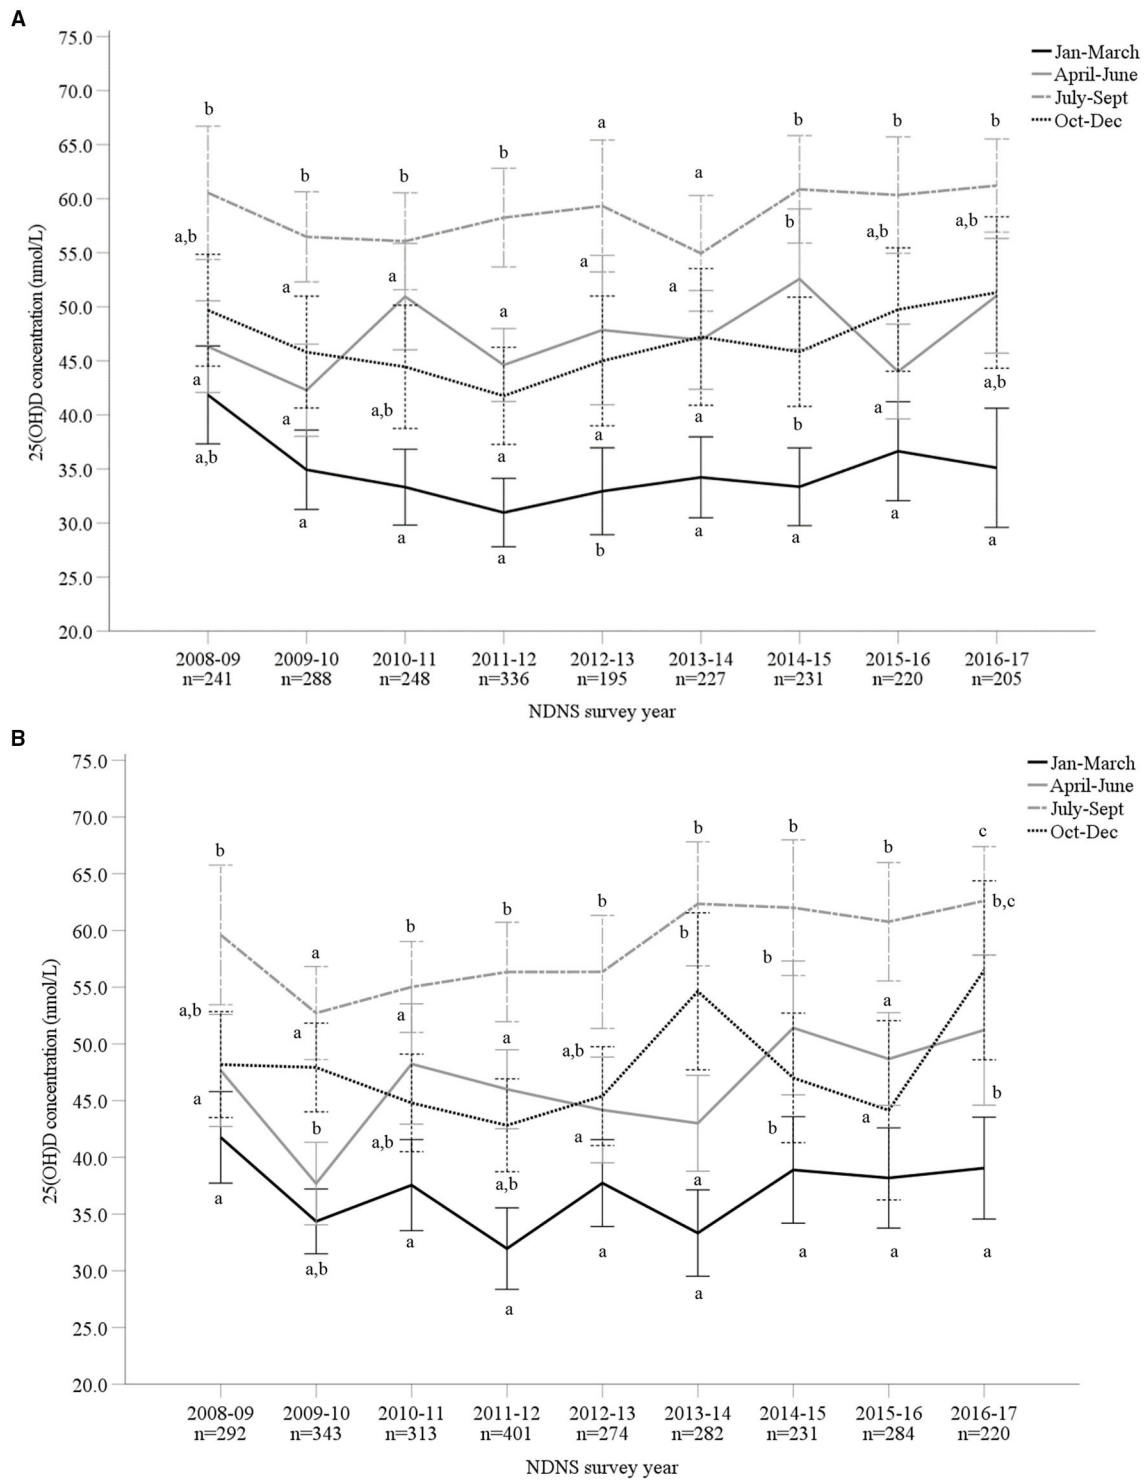 A
75.0
70.0
65.0
60.0
55.0
50.0
45.0
40.0
35.0
30.0
25.0
20.0
25(OH)D concentration (nmol/L)
Jan-March
April-June
July-Sept
Oct-Dec
b b b b a a b b b
a,b a a a a a b a,b a,b
a a a,b a a a b a a,b
a,b a a a b a a a a
2008-09 2009-10 2010-11 2011-12 2012-13 2013-14 2014-15 2015-16 2016-17
n=241 n=288 n=248 n=336 n=195 n=227 n=231 n=220 n=205
NDNS survey year
B
75.0
70.0
65.0
60.0
55.0
50.0
45.0
40.0
35.0
30.0
25.0
20.0
25(OH)D concentration (nmol/L)
Jan-March
April-June
July-Sept
Oct-Dec
b a b b b b b b c
a,b a a a a,b b b a b,c
a b a,b a,b a a b a b
a a,b a a a a a a a
2008-09 2009-10 2010-11 2011-12 2012-13 2013-14 2014-15 2015-16 2016-17
n=292 n=343 n=313 n=401 n=274 n=282 n=231 n=284 n=220
NDNS survey year